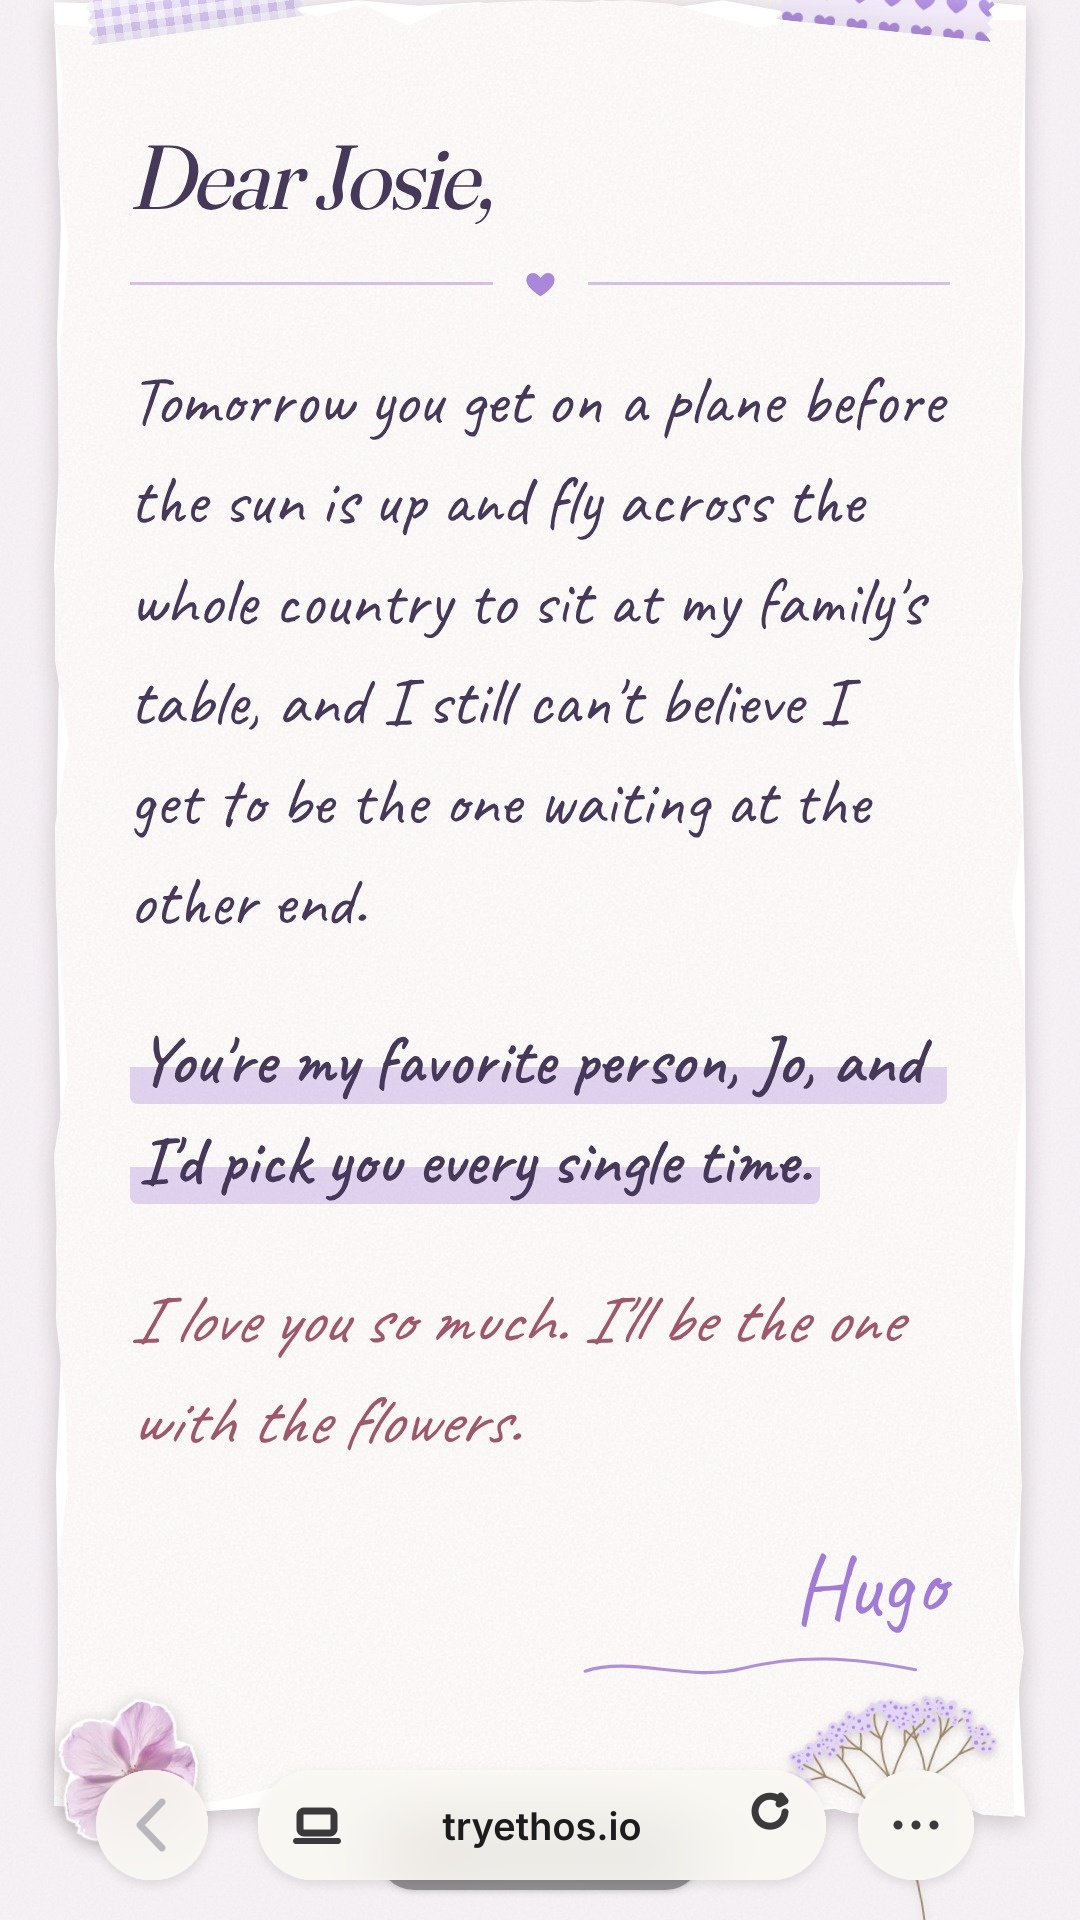 Dear Josie,
Tomorrow you get on a plane before
the sun is up and fly across the
whole country to sit at my family's
table, and I still can't believe I
get to be the one waiting at the
other end.
You're my favorite person, Jo, and
I'd pick you every single time.
I love you so much. I'll be the one
with the flowers.
Hugo
tryethos.io